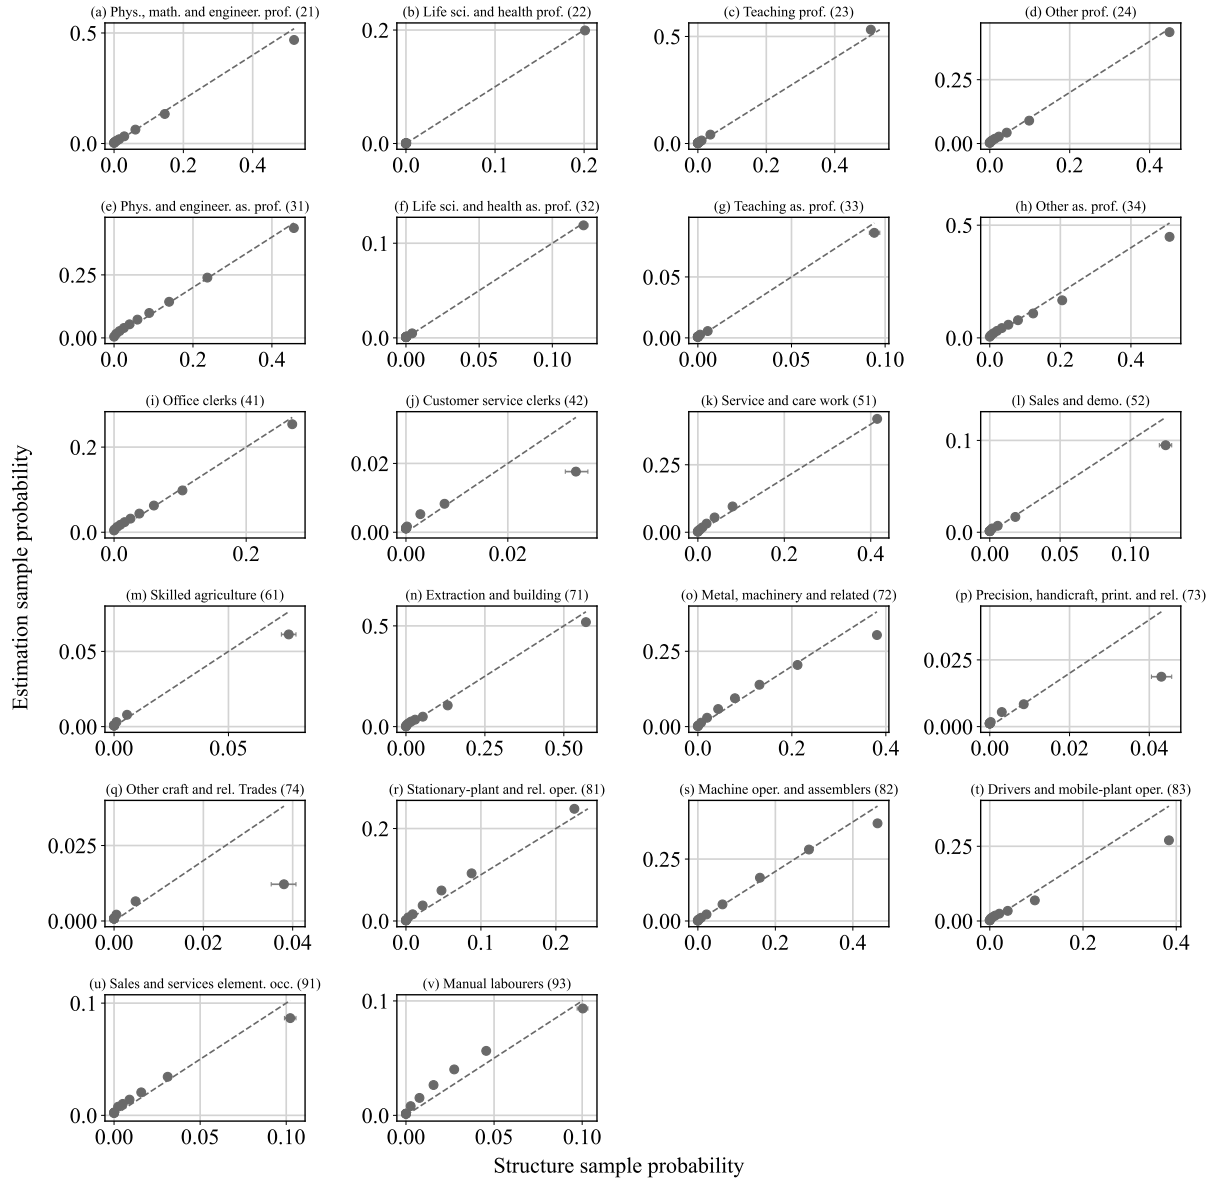 (a) Phys., math. and engineer. prof. (21)
0.5
0.0
0.0 0.2 0.4
(b) Life sci. and health prof. (22)
0.2
0.0
0.0 0.1 0.2
(c) Teaching prof. (23)
0.5
0.0
0.0 0.2 0.4
(d) Other prof. (24)
0.25
0.00
0.0 0.2 0.4
(e) Phys. and engineer. as. prof. (31)
0.25
0.00
0.0 0.2 0.4
(f) Life sci. and health as. prof. (32)
0.1
0.0
0.00 0.05 0.10
(g) Teaching as. prof. (33)
0.05
0.00
0.00 0.05 0.10
(h) Other as. prof. (34)
0.5
0.0
0.0 0.2 0.4
(i) Office clerks (41)
0.2
0.0
0.0 0.2
(j) Customer service clerks (42)
0.02
0.00
0.00 0.02
(k) Service and care work (51)
0.25
0.00
0.0 0.2 0.4
(l) Sales and demo. (52)
0.1
0.0
0.00 0.05 0.10
(m) Skilled agriculture (61)
0.05
0.00
0.00 0.05
(n) Extraction and building (71)
0.5
0.0
0.00 0.25 0.50
(o) Metal, machinery and related (72)
0.25
0.00
0.0 0.2 0.4
(p) Precision, handicraft, print. and rel. (73)
0.025
0.000
0.00 0.02 0.04
(q) Other craft and rel. Trades (74)
0.025
0.000
0.00 0.02 0.04
(r) Stationary-plant and rel. oper. (81)
0.2
0.0
0.0 0.1 0.2
(s) Machine oper. and assemblers (82)
0.25
0.00
0.0 0.2 0.4
(t) Drivers and mobile-plant oper. (83)
0.25
0.00
0.0 0.2 0.4
(u) Sales and services element. occ. (91)
0.1
0.0
0.00 0.05 0.10
(v) Manual labourers (93)
0.1
0.0
0.00 0.05 0.10
Estimation sample probability
Structure sample probability